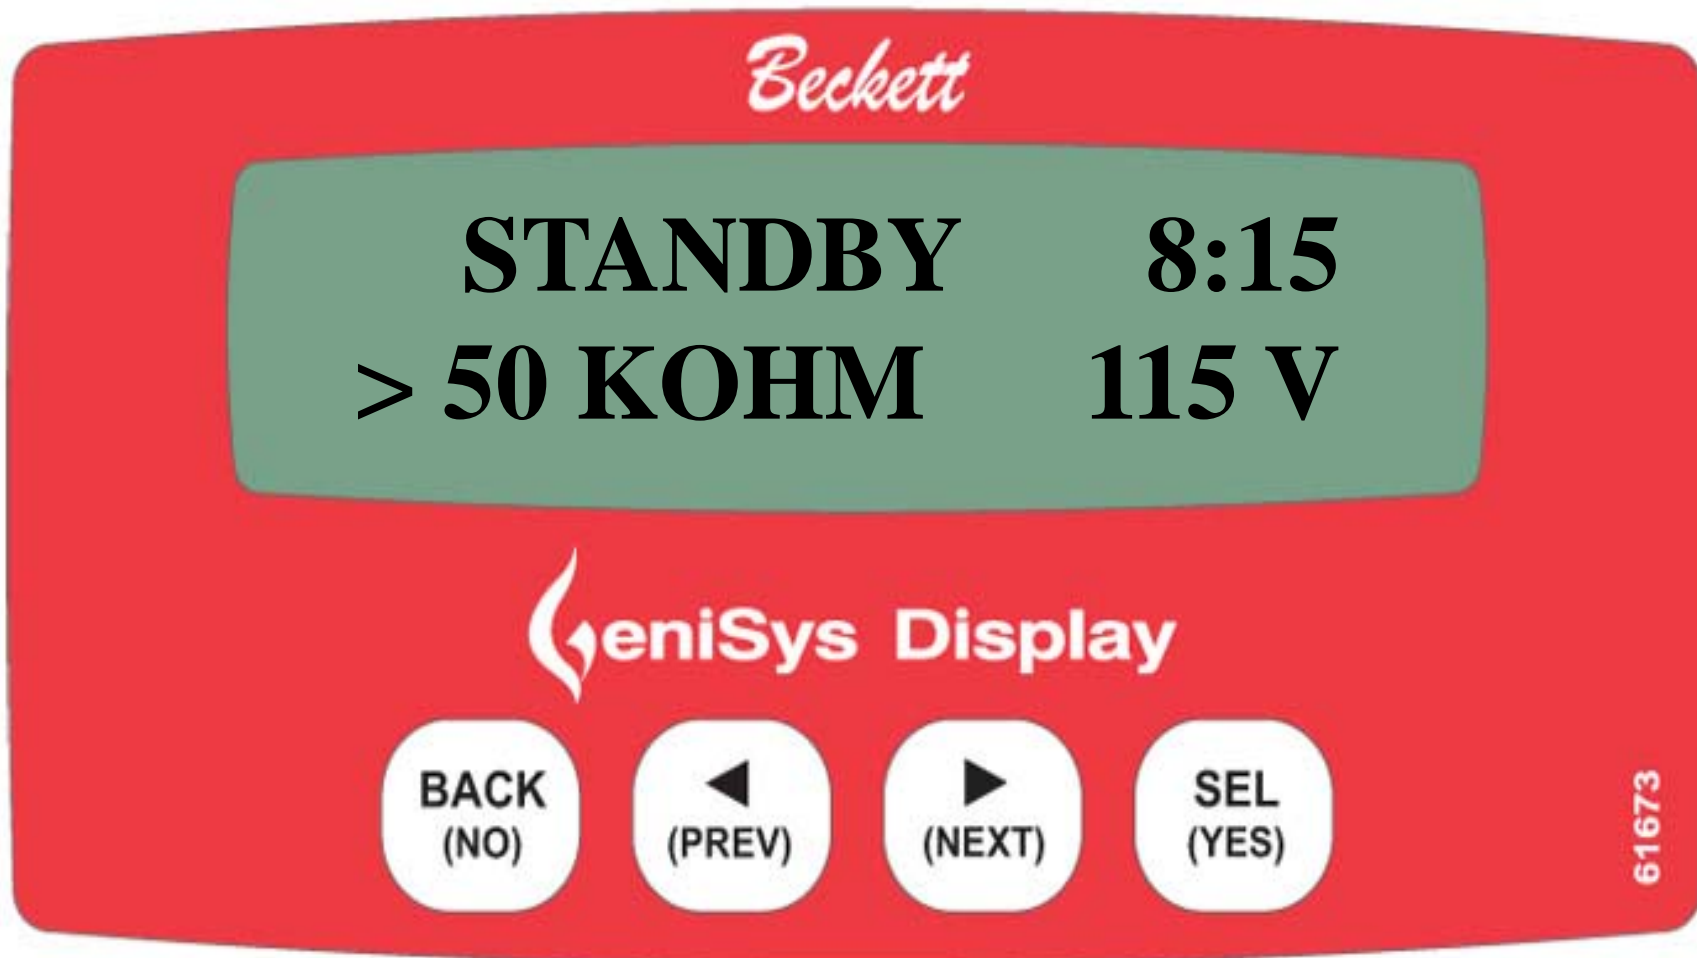 Beckett
STANDBY 8:15
> 50 KOHM 115 V
GeniSys Display
BACK (NO)
◀ (PREV)
▶ (NEXT)
SEL (YES)
61673